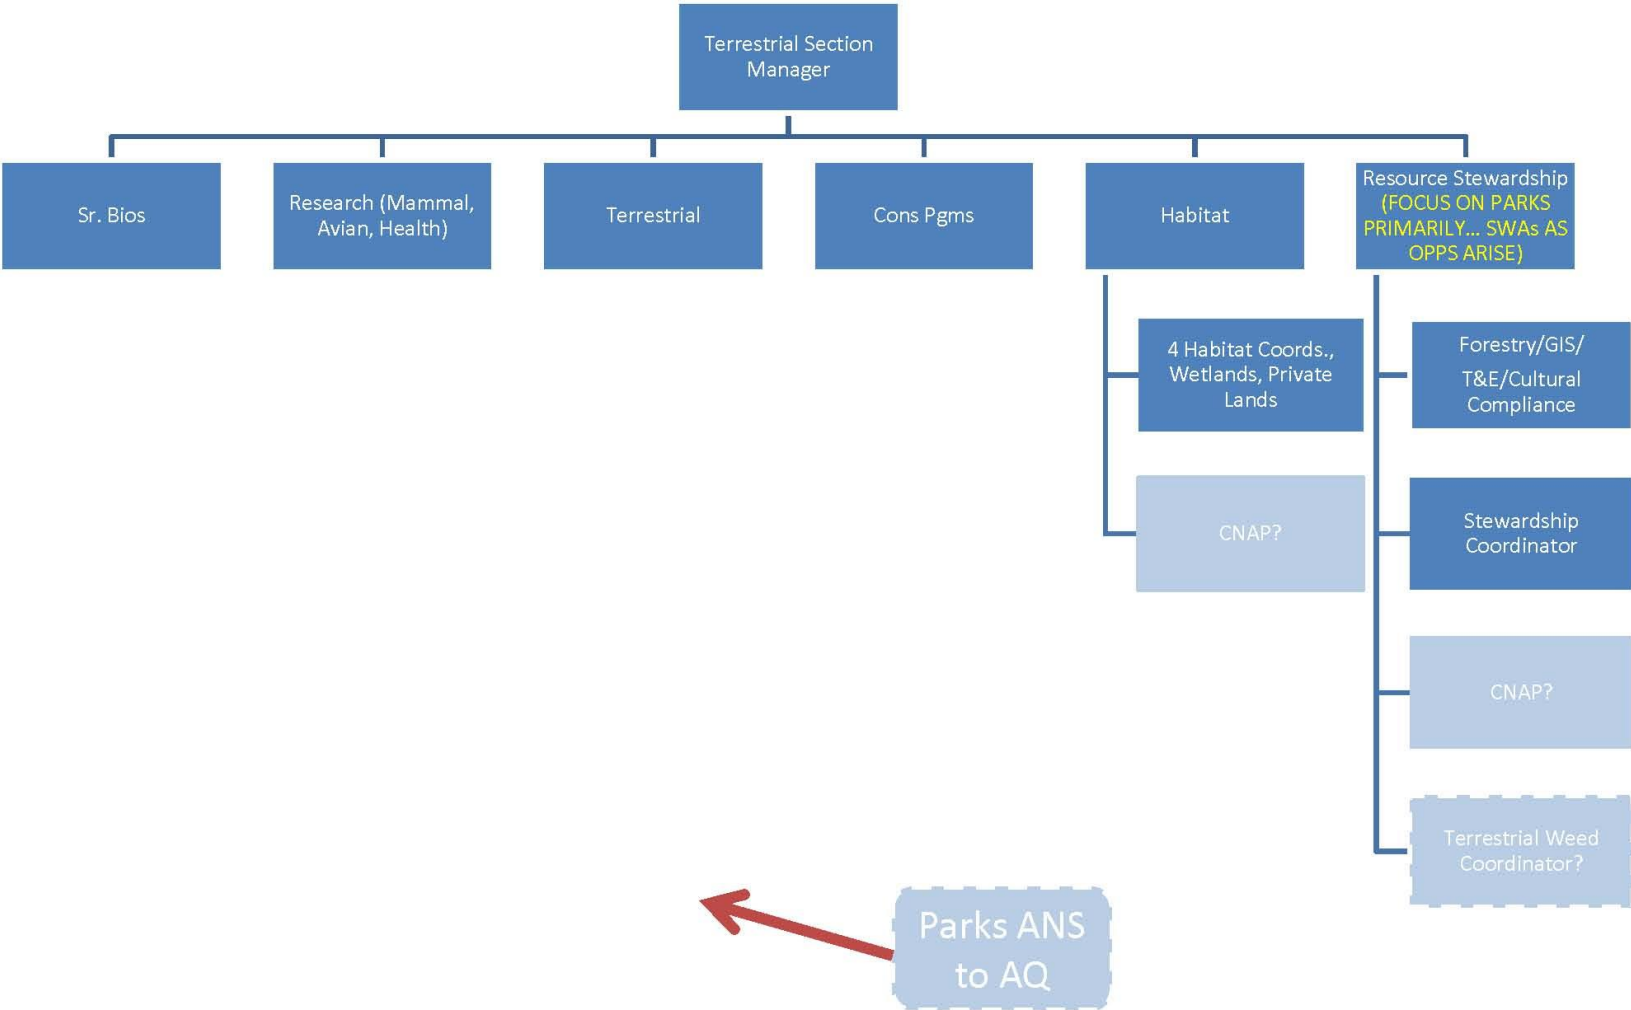 Terrestrial Section
Manager
Sr. Bios
Research (Mammal,
Avian, Health)
Terrestrial
Cons Pgms
Habitat
Resource Stewardship
(FOCUS ON PARKS
PRIMARILY... SWAs AS
OPPS ARISE)
4 Habitat Coords.,
Wetlands, Private
Lands
CNAP?
Forestry/GIS/
T&E/Cultural
Compliance
Stewardship
Coordinator
CNAP?
Terrestrial Weed
Coordinator?
Parks ANS
to AQ